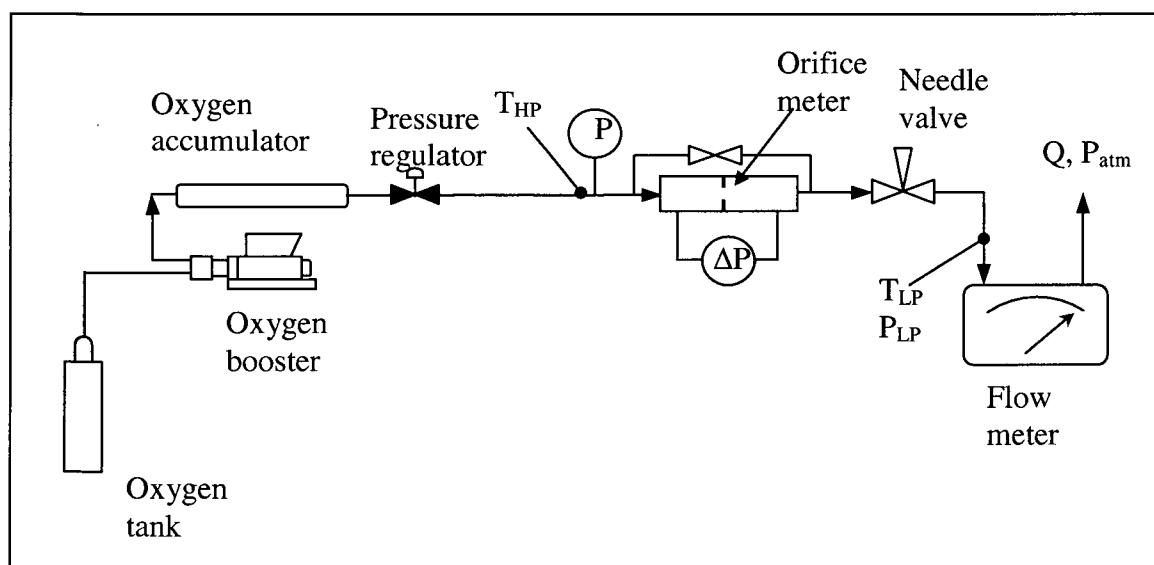 Oxygen
accumulator
Pressure
regulator
T_HP
P
Orifice
meter
Needle
valve
Q, P_atm
ΔP
T_LP
P_LP
Oxygen
booster
Flow
meter
Oxygen
tank